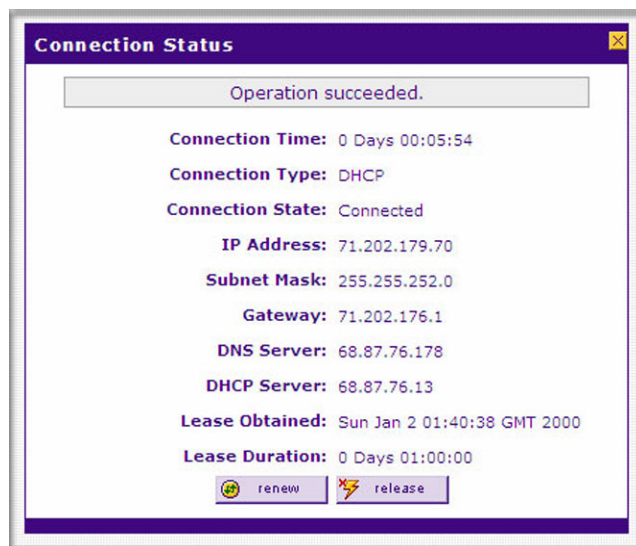 Connection Status
Operation succeeded.
Connection Time: 0 Days 00:05:54
Connection Type: DHCP
Connection State: Connected
IP Address: 71.202.179.70
Subnet Mask: 255.255.252.0
Gateway: 71.202.176.1
DNS Server: 68.87.76.178
DHCP Server: 68.87.76.13
Lease Obtained: Sun Jan 2 01:40:38 GMT 2000
Lease Duration: 0 Days 01:00:00
renew release